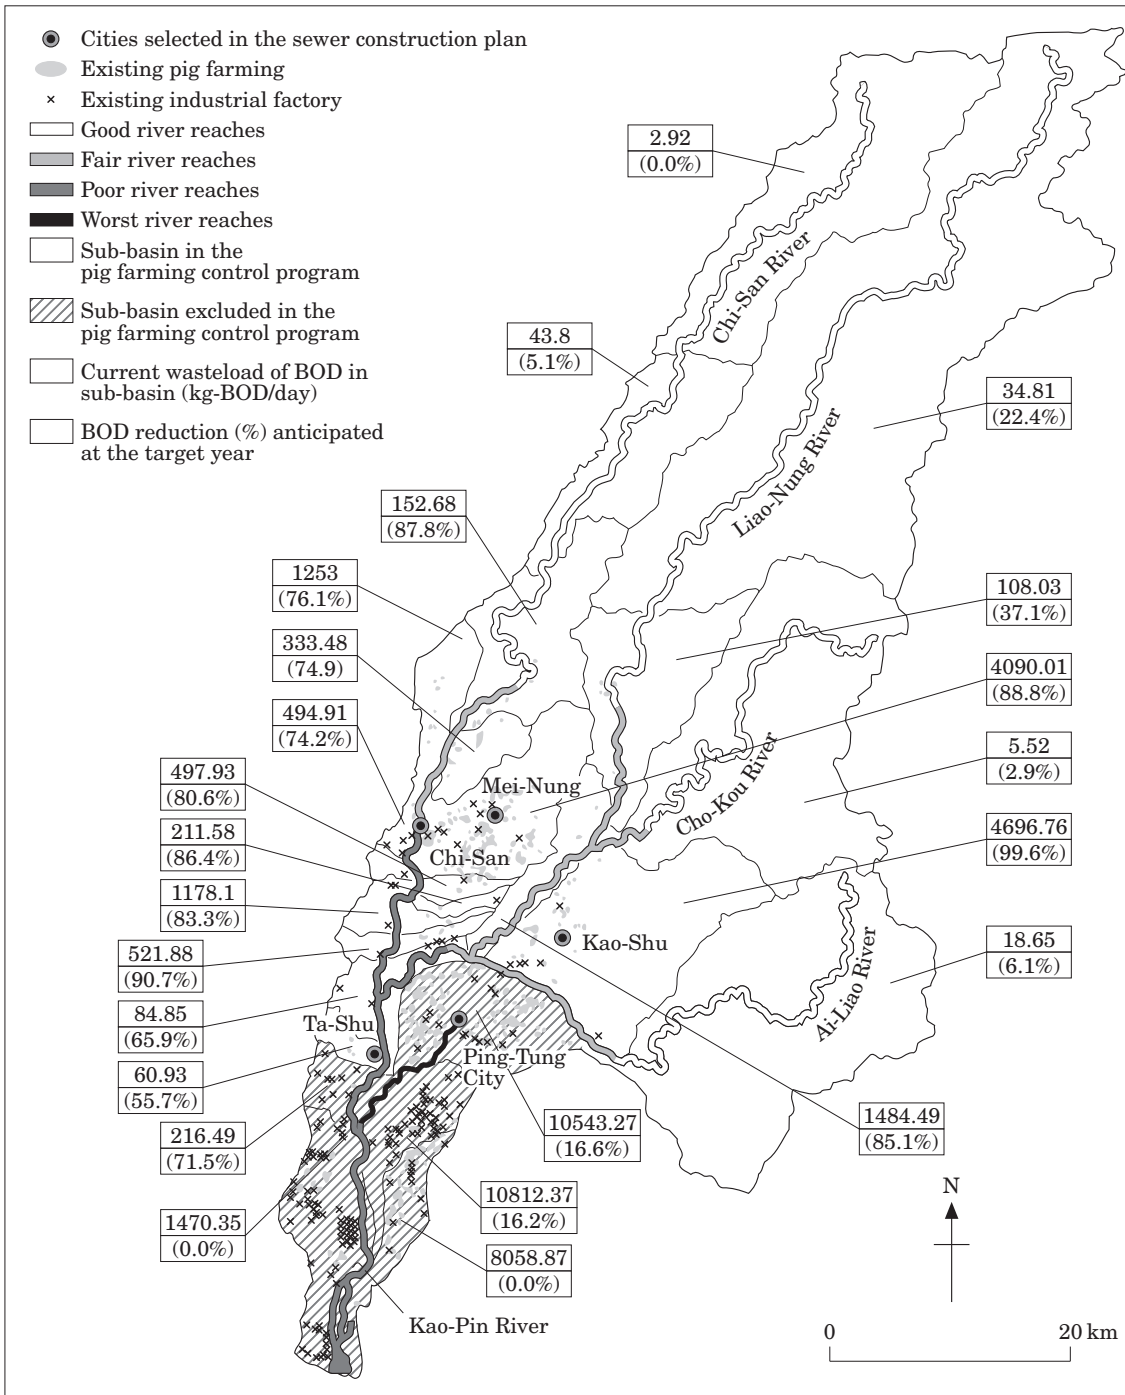 Cities selected in the sewer construction plan
Existing pig farming
Existing industrial factory
Good river reaches
Fair river reaches
Poor river reaches
Worst river reaches
Sub-basin in the
pig farming control program
Sub-basin excluded in the
pig farming control program
Current wasteload of BOD in
sub-basin (kg-BOD/day)
BOD reduction (%) anticipated
at the target year
2.92
(0.0%)
Chi-San River
43.8
(5.1%)
34.81
(22.4%)
Liao-Nung River
152.68
(87.8%)
1253
(76.1%)
108.03
(37.1%)
333.48
(74.9)
4090.01
(88.8%)
494.91
(74.2%)
5.52
(2.9%)
Cho-Kou River
497.93
(80.6%)
Mei-Nung
4696.76
(99.6%)
211.58
(86.4%)
Chi-San
1178.1
(83.3%)
Kao-Shu
18.65
(6.1%)
Ai-Liao River
521.88
(90.7%)
84.85
(65.9%)
Ta-Shu
Ping-Tung
City
60.93
(55.7%)
10543.27
(16.6%)
1484.49
(85.1%)
216.49
(71.5%)
10812.37
(16.2%)
N
1470.35
(0.0%)
8058.87
(0.0%)
Kao-Pin River
0
20 km